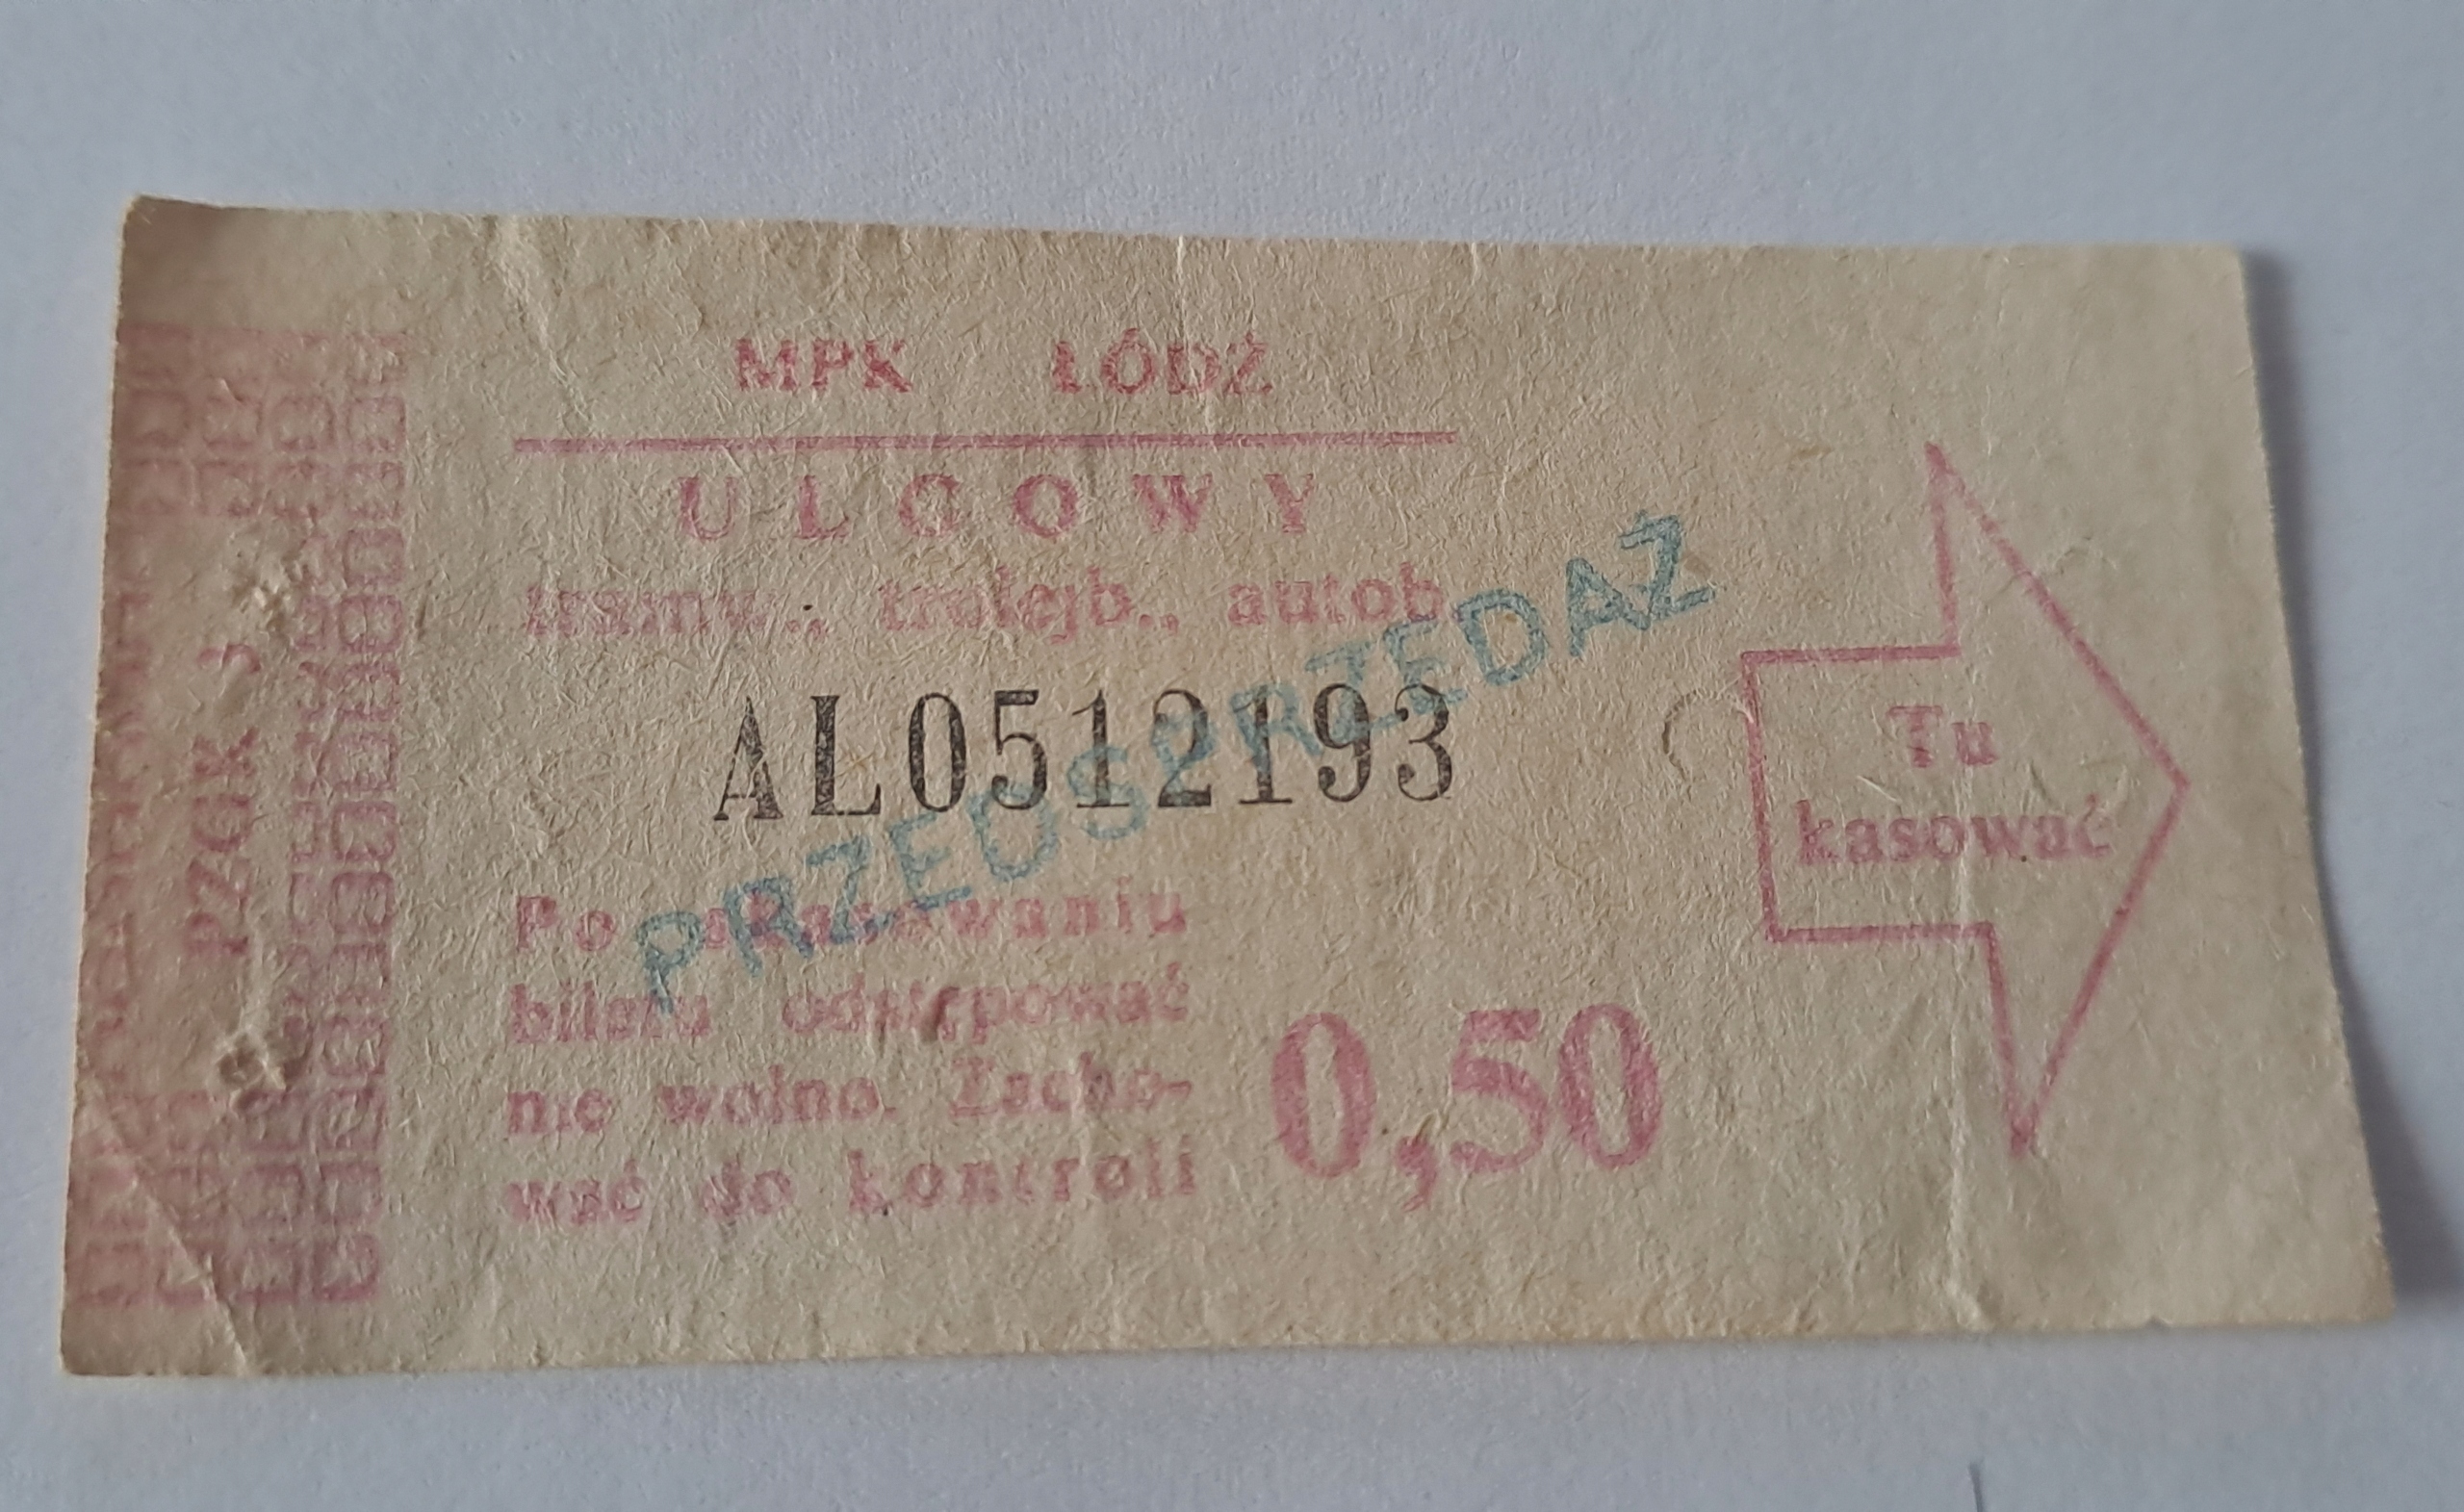 MPK ŁÓDŹ
ULGOWY
tramw., trolejb., autob.
AL0512193
PRZEDSPRZEDAŻ
Po skasowaniu
biletu odstępować
nie wolno. Zacho-
wać do kontroli
0,50
Tu
kasować
PZGK 3